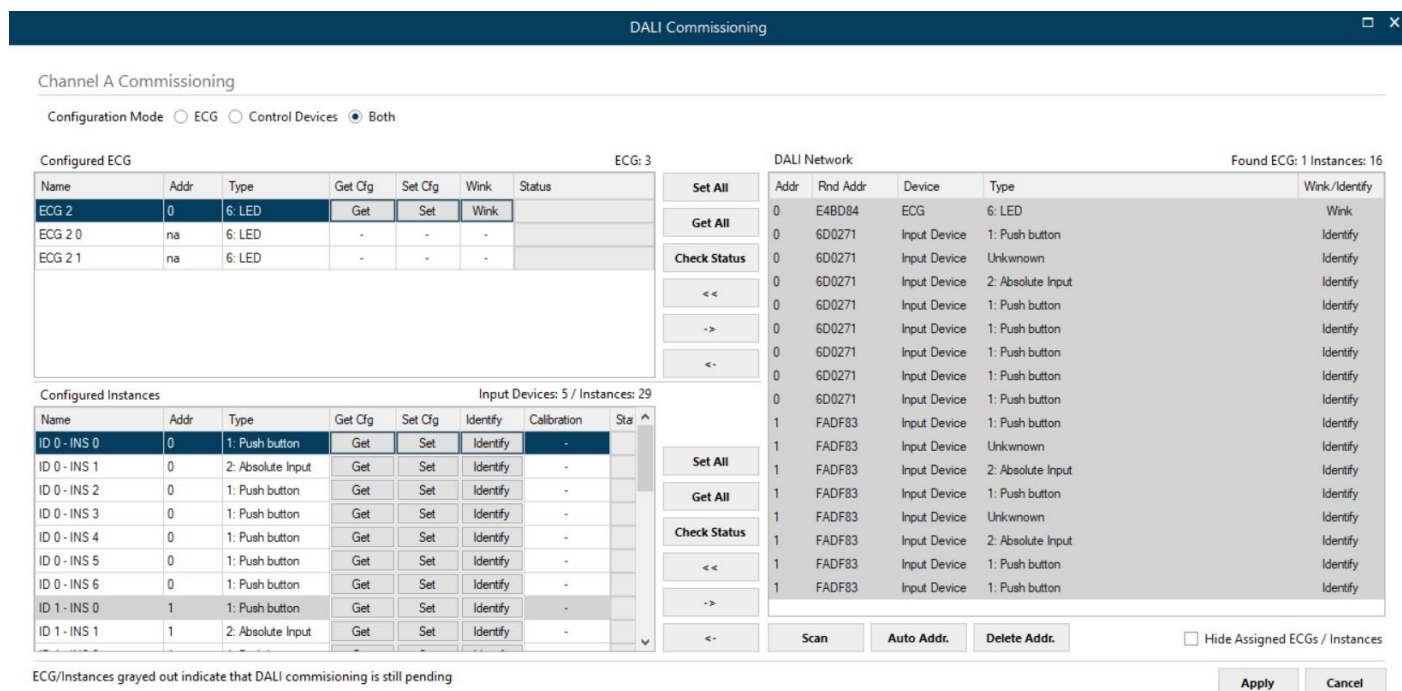 DALI Commissioning
Channel A Commissioning
Configuration Mode ECG Control Devices Both
Configured ECG ECG: 3
Name Addr Type Get Cfg Set Cfg Wink Status
ECG 2 0 6: LED Get Set Wink
ECG 2 0 na 6: LED - - -
ECG 2 1 na 6: LED - - -
Set All
Get All
Check Status
<<
->
<-
Configured Instances Input Devices: 5 / Instances: 29
Name Addr Type Get Cfg Set Cfg Identify Calibration Sta
ID 0 - INS 0 0 1: Push button Get Set Identify -
ID 0 - INS 1 0 2: Absolute Input Get Set Identify -
ID 0 - INS 2 0 1: Push button Get Set Identify -
ID 0 - INS 3 0 1: Push button Get Set Identify -
ID 0 - INS 4 0 1: Push button Get Set Identify -
ID 0 - INS 5 0 1: Push button Get Set Identify -
ID 0 - INS 6 0 1: Push button Get Set Identify -
ID 1 - INS 0 1 1: Push button Get Set Identify -
ID 1 - INS 1 1 2: Absolute Input Get Set Identify -
Set All
Get All
Check Status
<<
->
<-
DALI Network Found ECG: 1 Instances: 16
Addr Rnd Addr Device Type Wink/Identify
0 E4BD84 ECG 6: LED Wink
0 6D0271 Input Device 1: Push button Identify
0 6D0271 Input Device Unkwnown Identify
0 6D0271 Input Device 2: Absolute Input Identify
0 6D0271 Input Device 1: Push button Identify
0 6D0271 Input Device 1: Push button Identify
0 6D0271 Input Device 1: Push button Identify
0 6D0271 Input Device 1: Push button Identify
0 6D0271 Input Device 1: Push button Identify
1 FADF83 Input Device 1: Push button Identify
1 FADF83 Input Device Unkwnown Identify
1 FADF83 Input Device 2: Absolute Input Identify
1 FADF83 Input Device 1: Push button Identify
1 FADF83 Input Device Unkwnown Identify
1 FADF83 Input Device 2: Absolute Input Identify
1 FADF83 Input Device 1: Push button Identify
1 FADF83 Input Device 1: Push button Identify
Scan Auto Addr. Delete Addr. Hide Assigned ECGs / Instances
ECG/Instances grayed out indicate that DALI commisioning is still pending
Apply Cancel